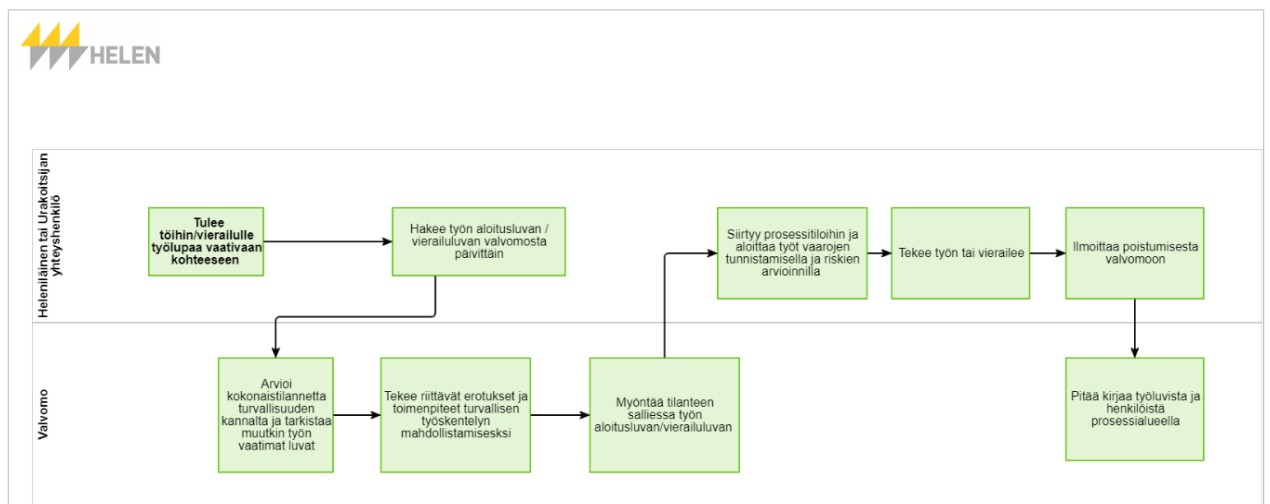 HELEN
Heleniläinen tai Urakoitsijan
yhteyshenkilö
Tulee
töihin/vierailulle
työlupaa vaativaan
kohteeseen
Hakee työn aloitusluvan /
vierailuluvan valvomosta
päivittäin
Siirtyy prosessitiloihin ja
aloittaa työt vaarojen
tunnistamisella ja riskien
arvioinnilla
Tekee työn tai vierailee
Ilmoittaa poistumisesta
valvomoon
Valvomo
Arvioi
kokonaistilannetta
turvallisuuden
kannalta ja tarkistaa
muutkin työn
vaatimat luvat
Tekee riittävät erotukset ja
toimenpiteet turvallisen
työskentelyn
mahdollistamisesksi
Myöntää tilanteen
salliessa työn
aloitusluvan/vierailuluvan
Pitää kirjaa työluvista ja
henkilöistä
prosessialueella